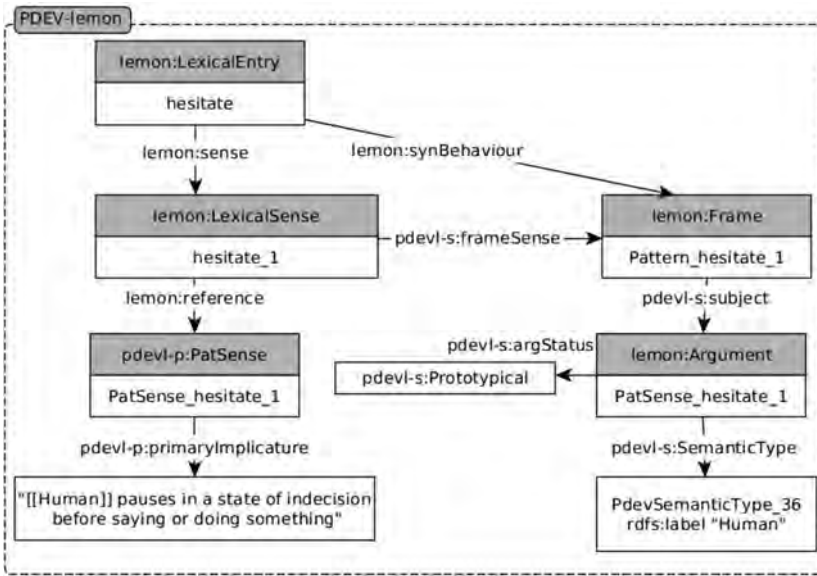 PDEV-lemon
lemon:LexicalEntry
hesitate
lemon:sense
lemon:synBehaviour
lemon:LexicalSense
hesitate_1
pdevl-s:frameSense
lemon:Frame
Pattern_hesitate_1
lemon:reference
pdevl-s:subject
pdevl-p:PatSense
PatSense_hesitate_1
pdevl-s:argStatus
pdevl-s:Prototypical
lemon:Argument
PatSense_hesitate_1
pdevl-p:primaryImplicature
pdevl-s:SemanticType
"[[Human]] pauses in a state of indecision
before saying or doing something"
PdevSemanticType_36
rdfs:label "Human"